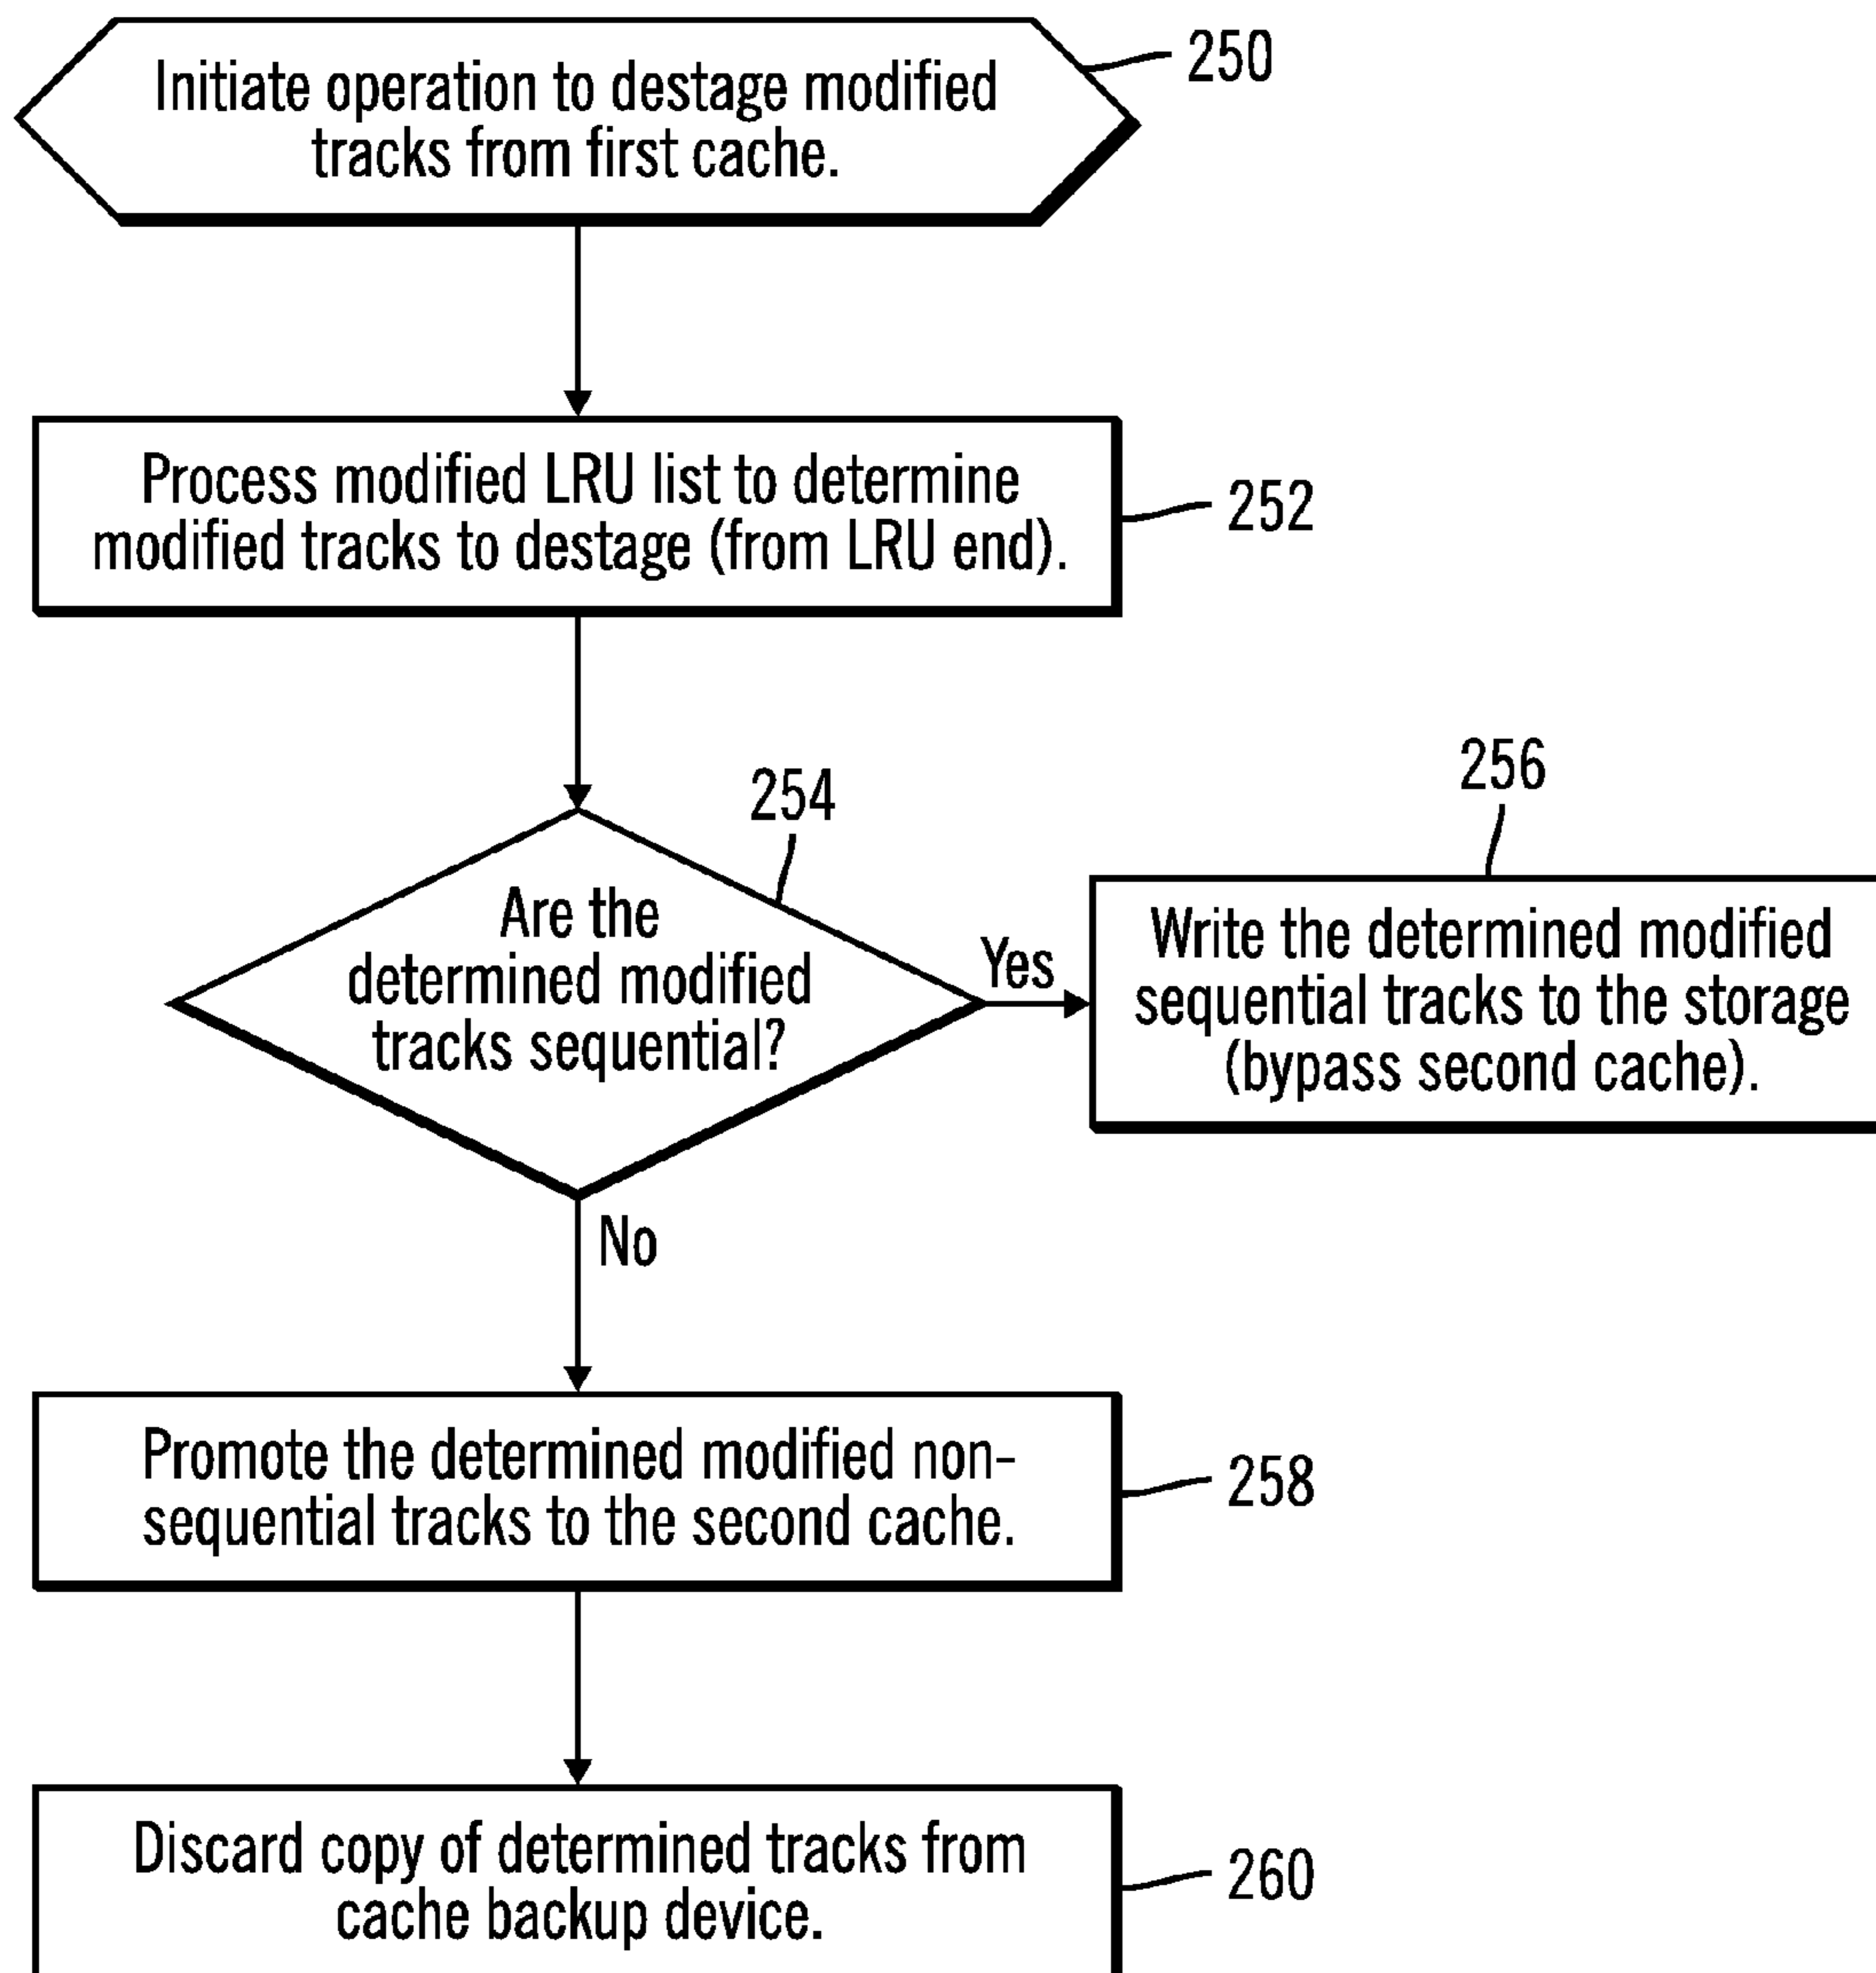 Initiate operation to destage modified
tracks from first cache.
250
Process modified LRU list to determine
modified tracks to destage (from LRU end).
252
254
Are the
determined modified
tracks sequential?
Yes
256
Write the determined modified
sequential tracks to the storage
(bypass second cache).
No
Promote the determined modified non-
sequential tracks to the second cache.
258
Discard copy of determined tracks from
cache backup device.
260